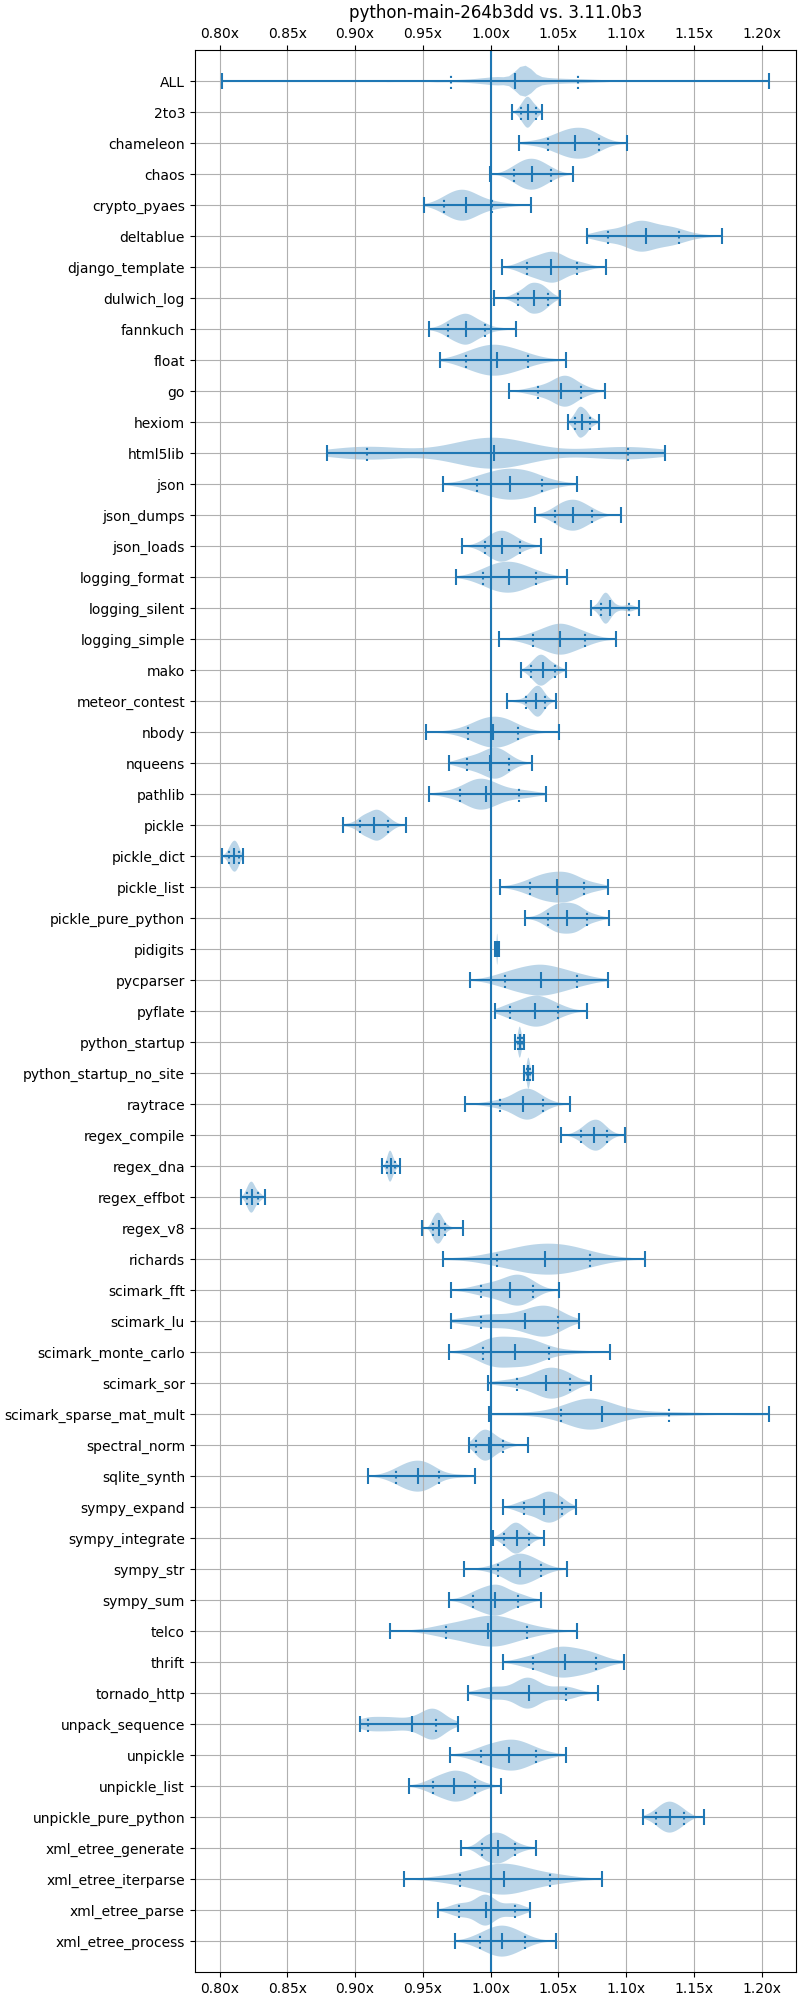 python-main-264b3dd vs. 3.11.0b3
0.80x 0.85x 0.90x 0.95x 1.00x 1.05x 1.10x 1.15x 1.20x
ALL
2to3
chameleon
chaos
crypto_pyaes
deltablue
django_template
dulwich_log
fannkuch
float
go
hexiom
html5lib
json
json_dumps
json_loads
logging_format
logging_silent
logging_simple
mako
meteor_contest
nbody
nqueens
pathlib
pickle
pickle_dict
pickle_list
pickle_pure_python
pidigits
pycparser
pyflate
python_startup
python_startup_no_site
raytrace
regex_compile
regex_dna
regex_effbot
regex_v8
richards
scimark_fft
scimark_lu
scimark_monte_carlo
scimark_sor
scimark_sparse_mat_mult
spectral_norm
sqlite_synth
sympy_expand
sympy_integrate
sympy_str
sympy_sum
telco
thrift
tornado_http
unpack_sequence
unpickle
unpickle_list
unpickle_pure_python
xml_etree_generate
xml_etree_iterparse
xml_etree_parse
xml_etree_process
0.80x 0.85x 0.90x 0.95x 1.00x 1.05x 1.10x 1.15x 1.20x